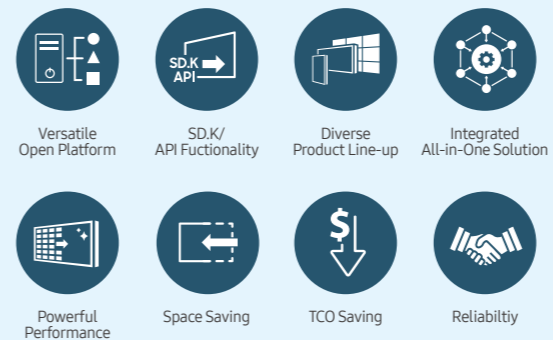 SD.K
API
Versatile
Open Platform
SD.K/
API Fuctionality
Diverse
Product Line-up
Integrated
All-in-One Solution
$
Powerful
Performance
Space Saving
TCO Saving
Reliabiltiy